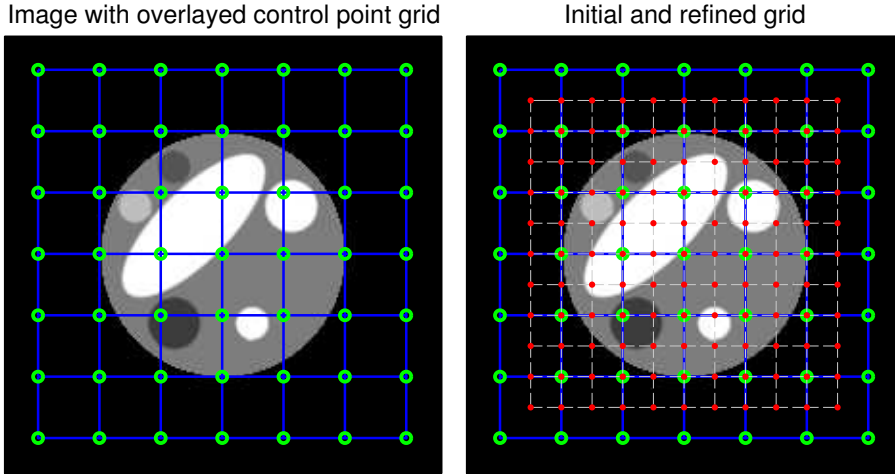 Image with overlayed control point grid
Initial and refined grid